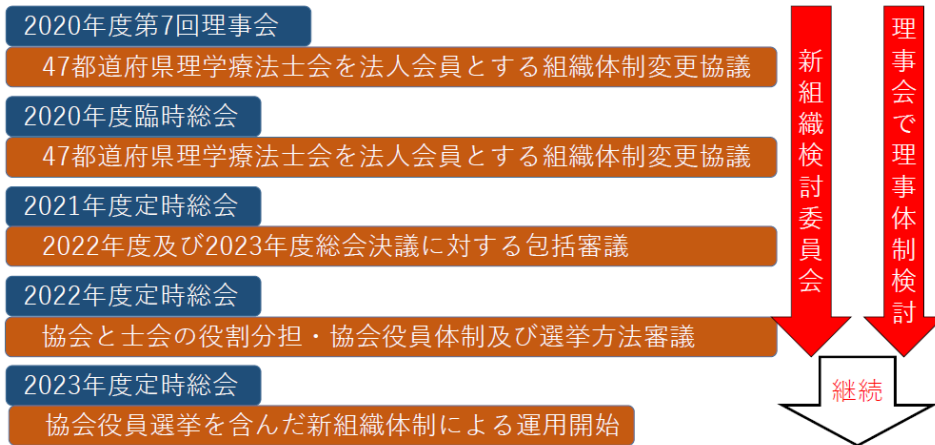 2020年度第7回理事会
47都道府県理学療法士会を法人会員とする組織体制変更協議
2020年度臨時総会
47都道府県理学療法士会を法人会員とする組織体制変更協議
2021年度定時総会
2022年度及び2023年度総会決議に対する包括審議
2022年度定時総会
協会と士会の役割分担・協会役員体制及び選挙方法審議
2023年度定時総会
協会役員選挙を含んだ新組織体制による運用開始
新組織検討委員会
理事会で理事体制検討
継続